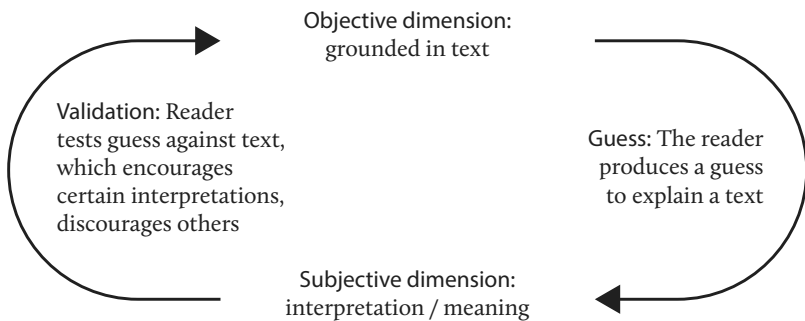 Objective dimension:
grounded in text
Validation: Reader
tests guess against text,
which encourages
certain interpretations,
discourages others
Guess: The reader
produces a guess
to explain a text
Subjective dimension:
interpretation / meaning